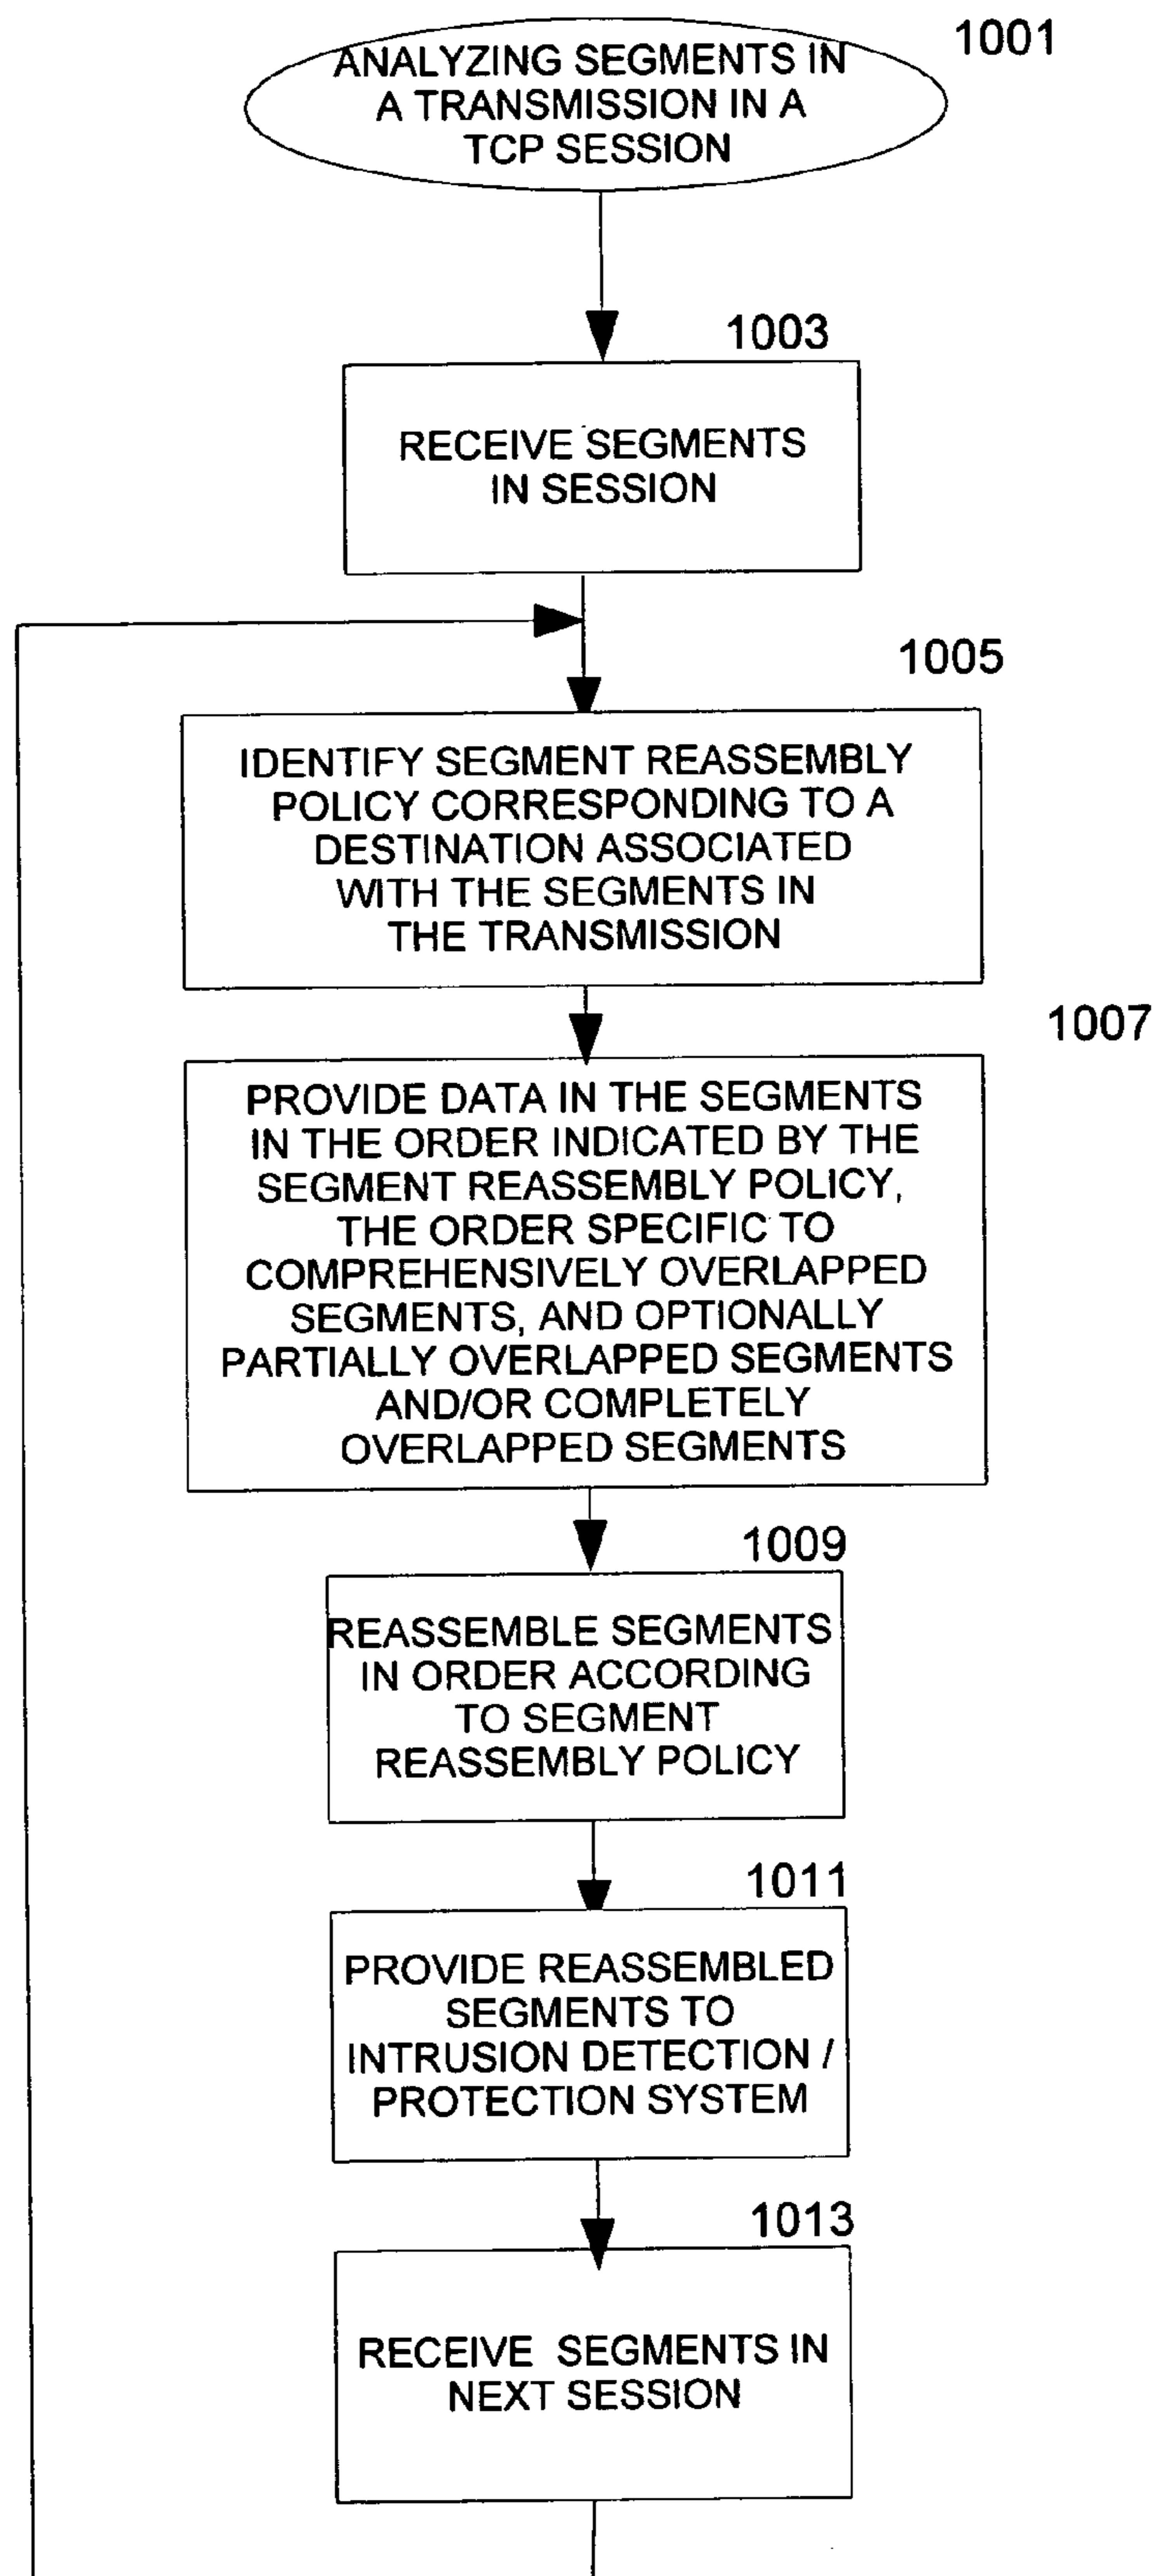 1001
ANALYZING SEGMENTS IN
A TRANSMISSION IN A
TCP SESSION
1003
RECEIVE SEGMENTS
IN SESSION
1005
IDENTIFY SEGMENT REASSEMBLY
POLICY CORRESPONDING TO A
DESTINATION ASSOCIATED
WITH THE SEGMENTS IN
THE TRANSMISSION
1007
PROVIDE DATA IN THE SEGMENTS
IN THE ORDER INDICATED BY THE
SEGMENT REASSEMBLY POLICY,
THE ORDER SPECIFIC TO
COMPREHENSIVELY OVERLAPPED
SEGMENTS, AND OPTIONALLY
PARTIALLY OVERLAPPED SEGMENTS
AND/OR COMPLETELY
OVERLAPPED SEGMENTS
1009
REASSEMBLE SEGMENTS
IN ORDER ACCORDING
TO SEGMENT
REASSEMBLY POLICY
1011
PROVIDE REASSEMBLED
SEGMENTS TO
INTRUSION DETECTION /
PROTECTION SYSTEM
1013
RECEIVE SEGMENTS IN
NEXT SESSION